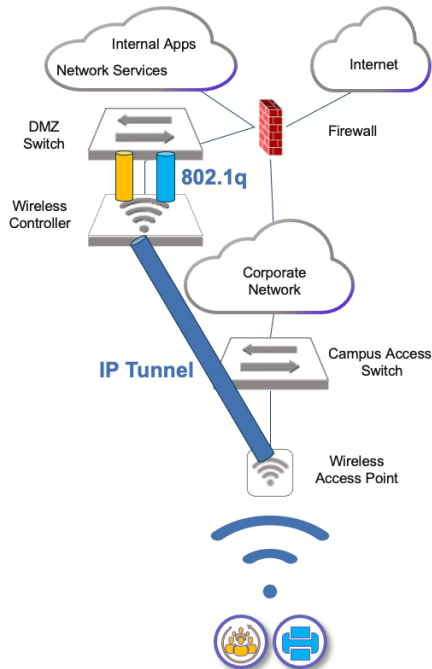 Internal Apps
Network Services
Internet
DMZ
Switch
Firewall
802.1q
Wireless
Controller
Corporate
Network
IP Tunnel
Campus Access
Switch
Wireless
Access Point